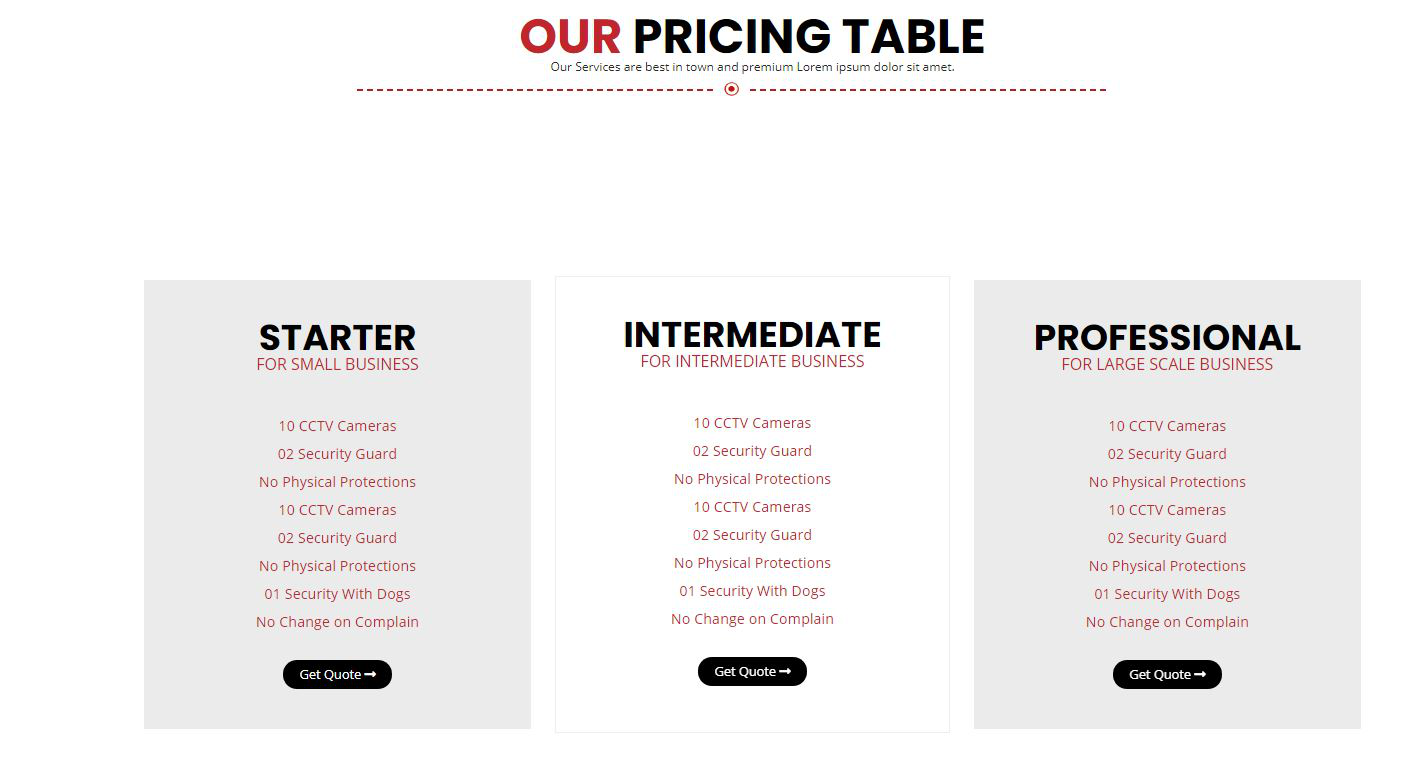 OUR PRICING TABLE
Our Services are best in town and premium Lorem ipsum dolor sit amet.
STARTER
FOR SMALL BUSINESS
10 CCTV Cameras
02 Security Guard
No Physical Protections
10 CCTV Cameras
02 Security Guard
No Physical Protections
01 Security With Dogs
No Change on Complain
Get Quote
INTERMEDIATE
FOR INTERMEDIATE BUSINESS
10 CCTV Cameras
02 Security Guard
No Physical Protections
10 CCTV Cameras
02 Security Guard
No Physical Protections
01 Security With Dogs
No Change on Complain
Get Quote
PROFESSIONAL
FOR LARGE SCALE BUSINESS
10 CCTV Cameras
02 Security Guard
No Physical Protections
10 CCTV Cameras
02 Security Guard
No Physical Protections
01 Security With Dogs
No Change on Complain
Get Quote